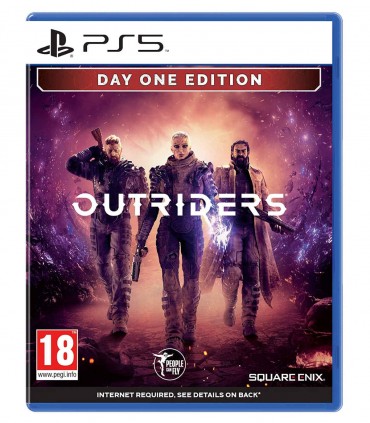 PS5
DAY ONE EDITION
OUTRIDERS
18
www.pegi.info
PEOPLE CAN FLY
SQUARE ENIX.
INTERNET REQUIRED, SEE DETAILS ON BACK*